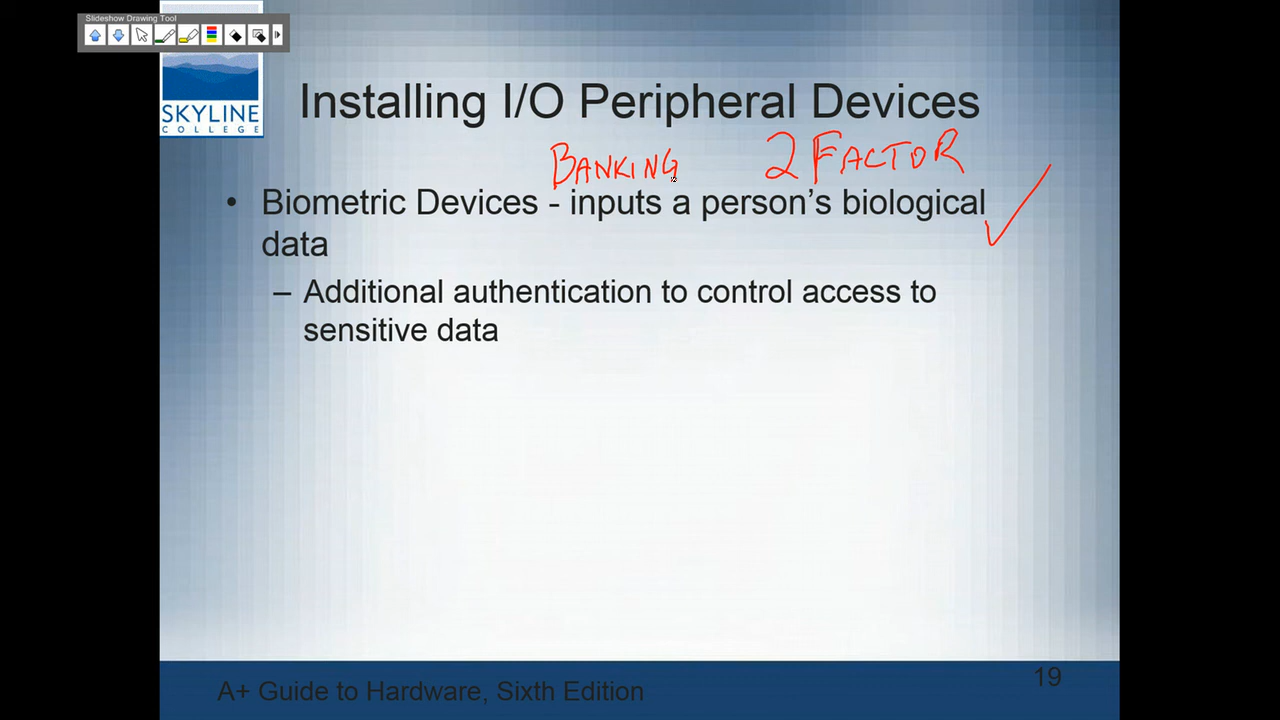 Slideshow Drawing Tool
SKYLINE
COLLEGE
Installing I/O Peripheral Devices
BANKING 2 FACTOR
• Biometric Devices - inputs a person’s biological
data
– Additional authentication to control access to
sensitive data
A+ Guide to Hardware, Sixth Edition
19